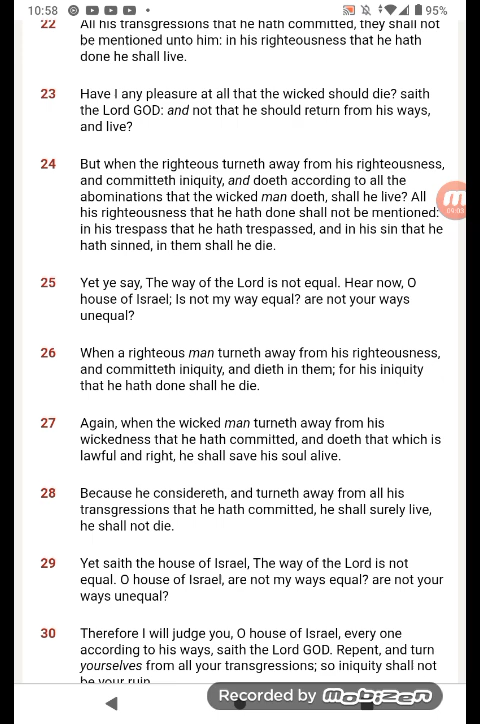 10:58 95%
22 All his transgressions that he hath committed, they shall not
be mentioned unto him: in his righteousness that he hath
done he shall live.
23 Have I any pleasure at all that the wicked should die? saith
the Lord GOD: and not that he should return from his ways,
and live?
24 But when the righteous turneth away from his righteousness,
and committeth iniquity, and doeth according to all the
abominations that the wicked man doeth, shall he live? All
his righteousness that he hath done shall not be mentioned:
in his trespass that he hath trespassed, and in his sin that he
hath sinned, in them shall he die.
25 Yet ye say, The way of the Lord is not equal. Hear now, O
house of Israel; Is not my way equal? are not your ways
unequal?
26 When a righteous man turneth away from his righteousness,
and committeth iniquity, and dieth in them; for his iniquity
that he hath done shall he die.
27 Again, when the wicked man turneth away from his
wickedness that he hath committed, and doeth that which is
lawful and right, he shall save his soul alive.
28 Because he considereth, and turneth away from all his
transgressions that he hath committed, he shall surely live,
he shall not die.
29 Yet saith the house of Israel, The way of the Lord is not
equal. O house of Israel, are not my ways equal? are not your
ways unequal?
30 Therefore I will judge you, O house of Israel, every one
according to his ways, saith the Lord GOD. Repent, and turn
yourselves from all your transgressions; so iniquity shall not
be your ruin.
Recorded by mobizen